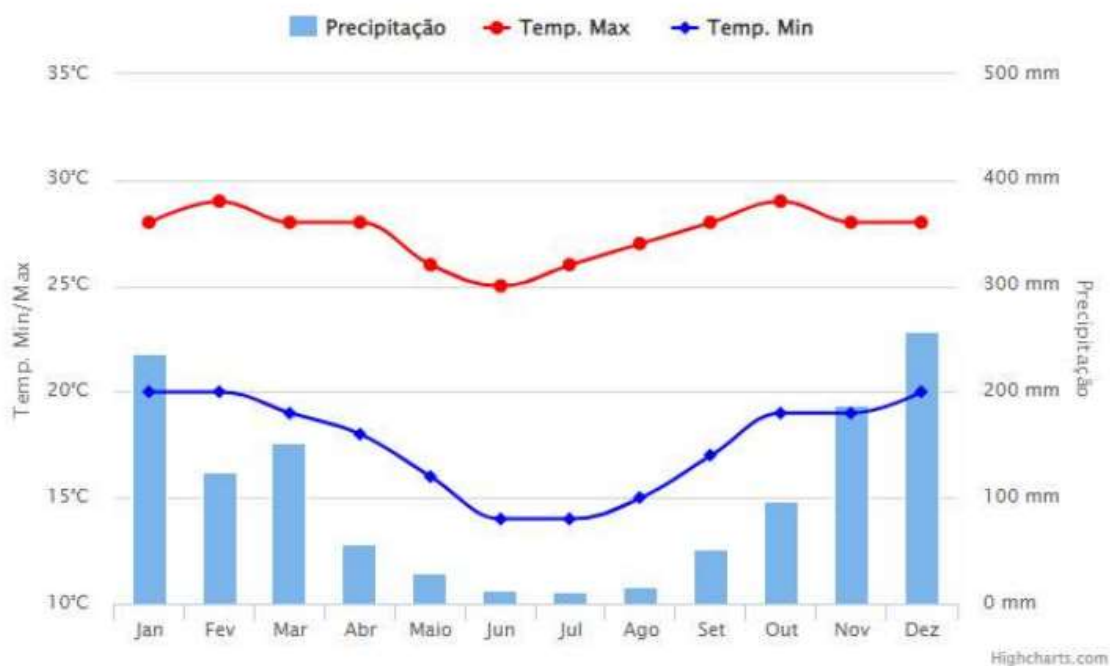 Precipitação Temp. Max Temp. Min
35°C 500 mm
30°C 400 mm
25°C 300 mm
20°C 200 mm
15°C 100 mm
10°C 0 mm
Temp. Min/Max
Precipitação
Jan Fev Mar Abr Maio Jun Jul Ago Set Out Nov Dez
Highcharts.com